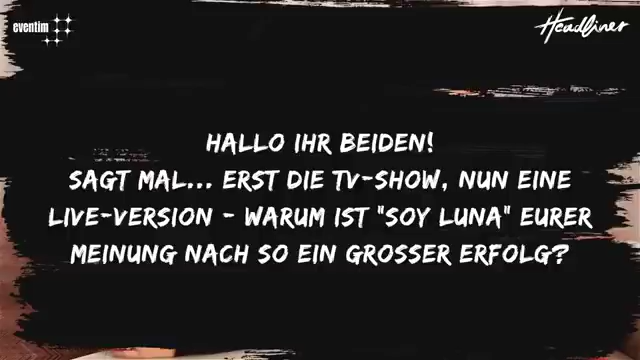 eventim
Headliner
HALLO IHR BEIDEN!
SAGT MAL... ERST DIE TV-SHOW, NUN EINE
LIVE-VERSION - WARUM IST "SOY LUNA" EURER
MEINUNG NACH SO EIN GROSSER ERFOLG?